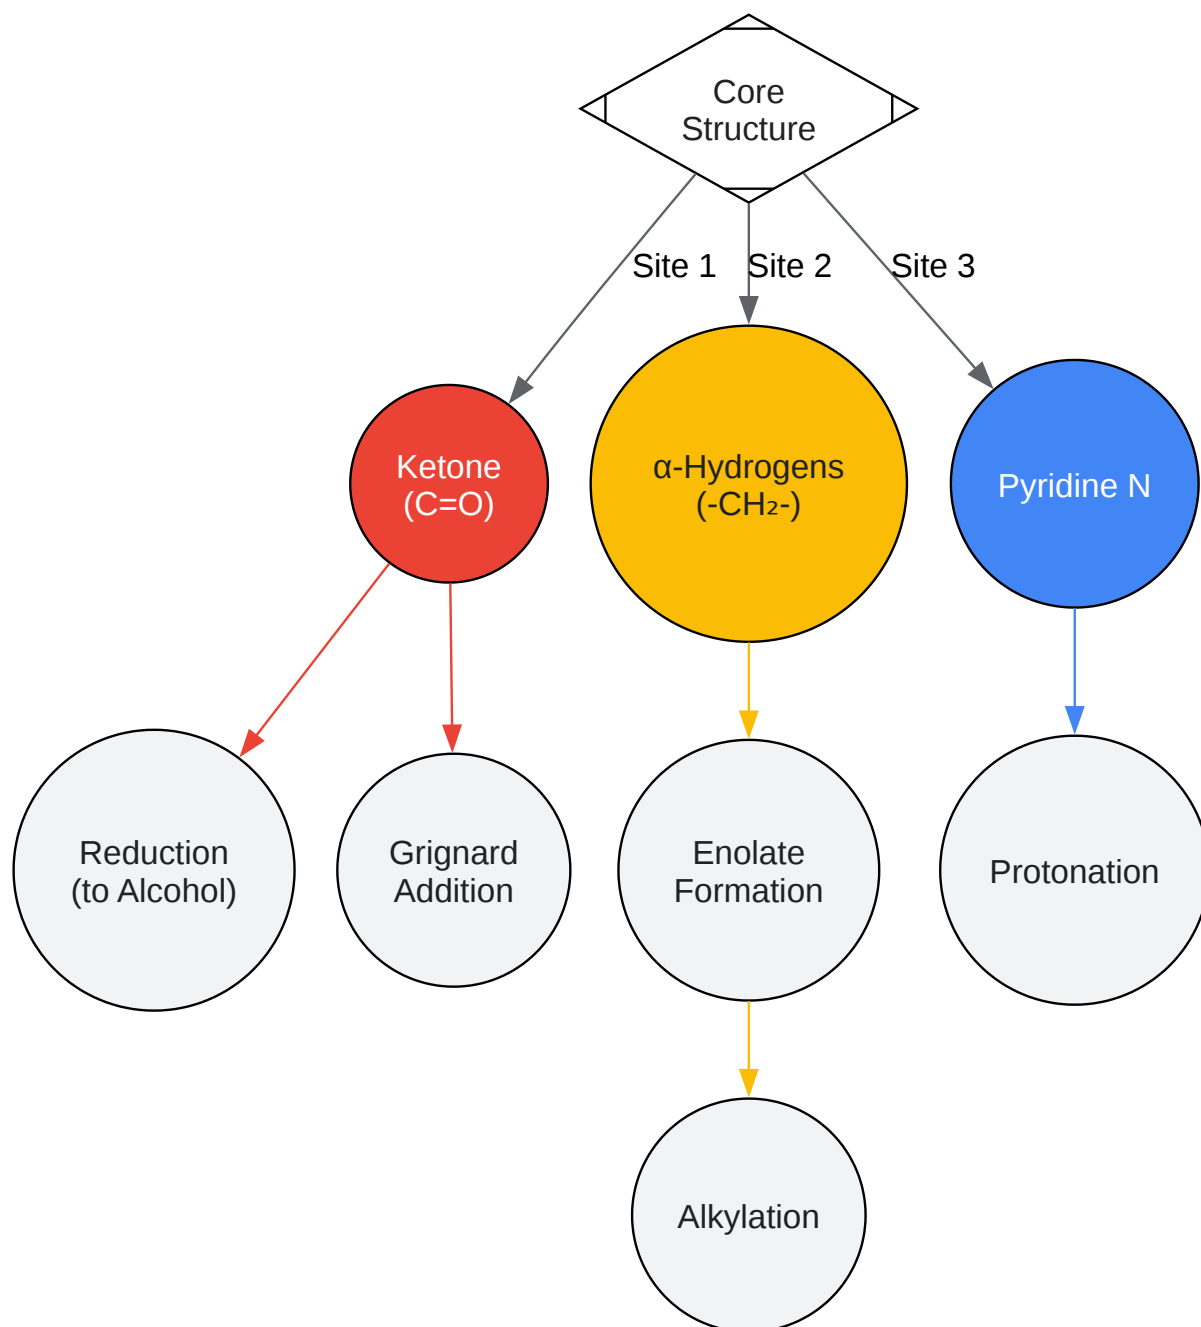 Core
Structure
Site 1
Site 2
Site 3
Ketone
(C=O)
α-Hydrogens
(-CH₂-)
Pyridine N
Reduction
(to Alcohol)
Grignard
Addition
Enolate
Formation
Protonation
Alkylation